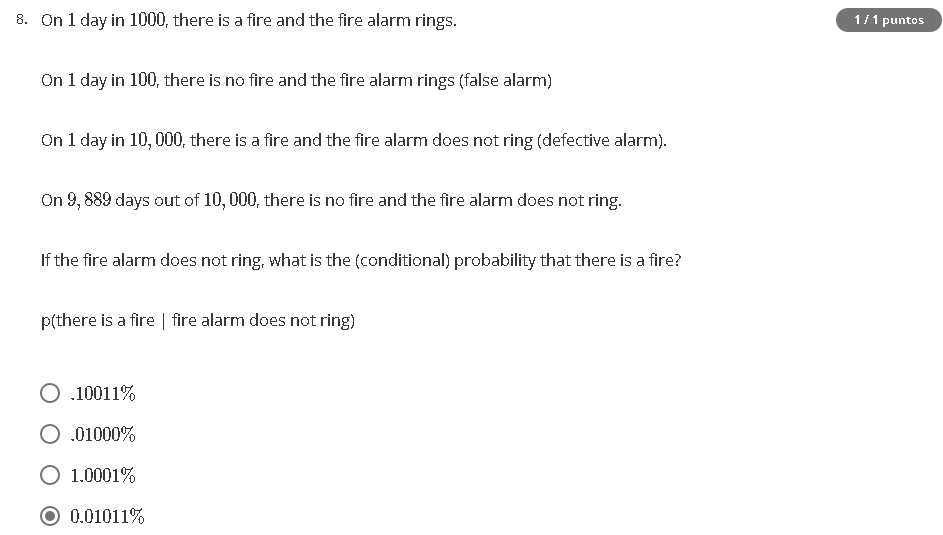 8. On 1 day in 1000, there is a fire and the fire alarm rings.
1 / 1 puntos
On 1 day in 100, there is no fire and the fire alarm rings (false alarm)
On 1 day in 10, 000, there is a fire and the fire alarm does not ring (defective alarm).
On 9, 889 days out of 10, 000, there is no fire and the fire alarm does not ring.
If the fire alarm does not ring, what is the (conditional) probability that there is a fire?
p(there is a fire | fire alarm does not ring)
.10011%
.01000%
1.0001%
0.01011%